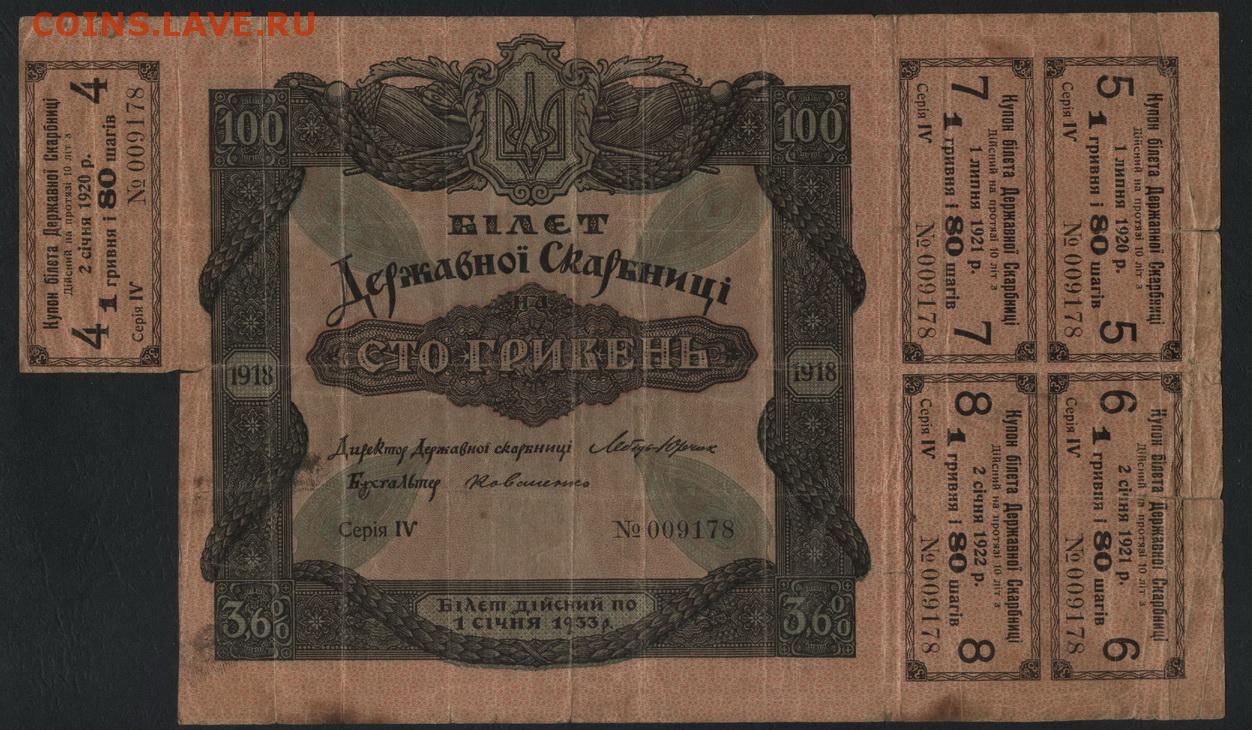 COINS.LAVE.RU
Купон білета Державної Скарбниці
Дійсний на протязі 10 літ з
4 2 січня 1920 р. 4
1 гривня і 80 шагів
Серія IV № 009178
100 100
БІЛЕТ
Державної Скарбниці
НА
СТО ГРИВЕНЬ
1918 1918
Директор Державної скарбниці
Бухгальтер
Серія IV № 009178
3,6% 3,6%
БІЛЕТ ДІЙСНИЙ ПО
1 СІЧНЯ 1933 р.
Купон білета Державної Скарбниці
Дійсний на протязі 10 літ з
7 1 липня 1921 р. 7
1 гривня і 80 шагів
Серія IV № 009178
Купон білета Державної Скарбниці
Дійсний на протязі 10 літ з
5 1 липня 1920 р. 5
1 гривня і 80 шагів
Серія IV № 009178
Купон білета Державної Скарбниці
Дійсний на протязі 10 літ з
8 2 січня 1922 р. 8
1 гривня і 80 шагів
Серія IV № 009178
Купон білета Державної Скарбниці
Дійсний на протязі 10 літ з
6 2 січня 1921 р. 6
1 гривня і 80 шагів
Серія IV № 009178